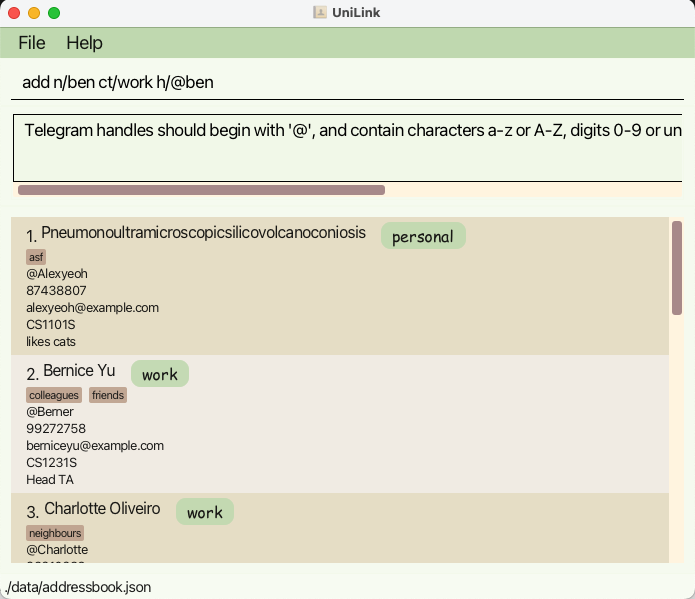 UniLink
File Help
add n/ben ct/work h/@ben
Telegram handles should begin with '@', and contain characters a-z or A-Z, digits 0-9 or un
1. Pneumonoultramicroscopicsilicovolcanoconiosis personal
asf
@Alexyeoh
87438807
alexyeoh@example.com
CS1101S
likes cats
2. Bernice Yu work
colleagues friends
@Berner
99272758
berniceyu@example.com
CS1231S
Head TA
3. Charlotte Oliveiro work
neighbours
@Charlotte
./data/addressbook.json